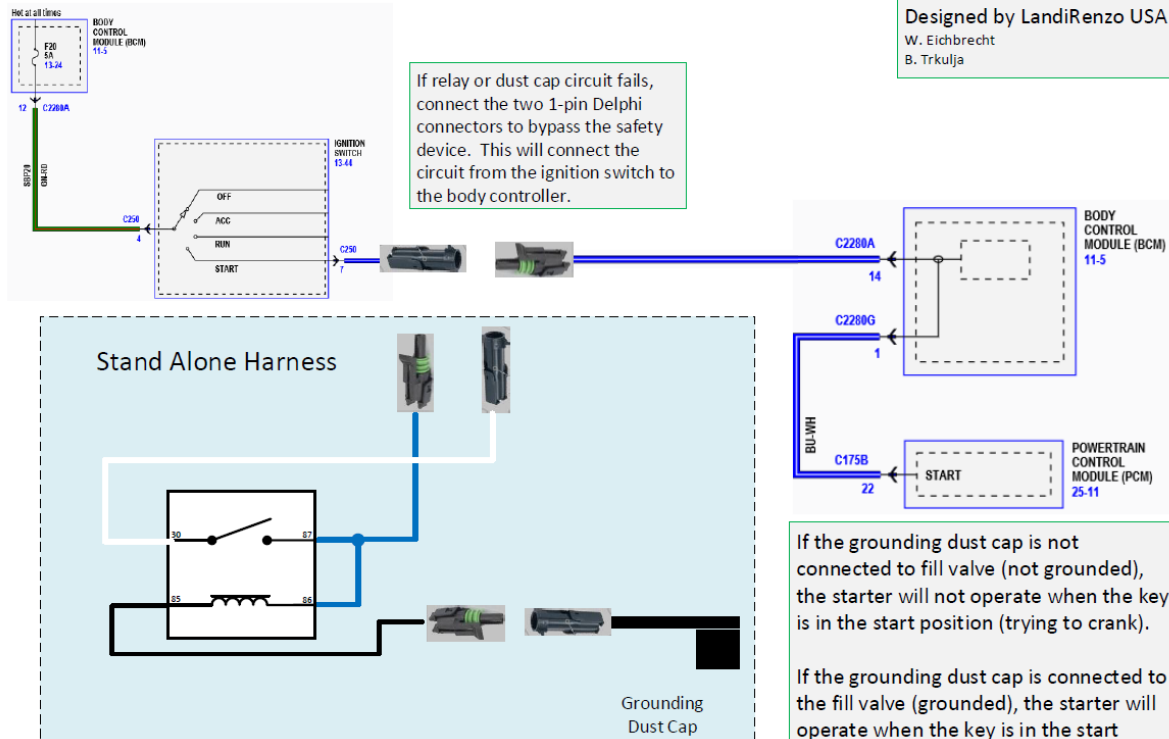 Hot at all times
BODY
CONTROL
MODULE (BCM)
11-5
F20
5A
13-24
12 C2280A
SBP20
GN-RD
C250
4
IGNITION
SWITCH
13-44
OFF
ACC
RUN
START
C250
7
If relay or dust cap circuit fails,
connect the two 1-pin Delphi
connectors to bypass the safety
device. This will connect the
circuit from the ignition switch to
the body controller.
Designed by LandiRenzo USA
W. Eichbrecht
B. Trkulja
C2280A
14
BODY
CONTROL
MODULE (BCM)
11-5
C2280G
1
BU-WH
C175B
22
START
POWERTRAIN
CONTROL
MODULE (PCM)
25-11
Stand Alone Harness
30
87
85
86
Grounding
Dust Cap
If the grounding dust cap is not
connected to fill valve (not grounded),
the starter will not operate when the key
is in the start position (trying to crank).
If the grounding dust cap is connected to
the fill valve (grounded), the starter will
operate when the key is in the start